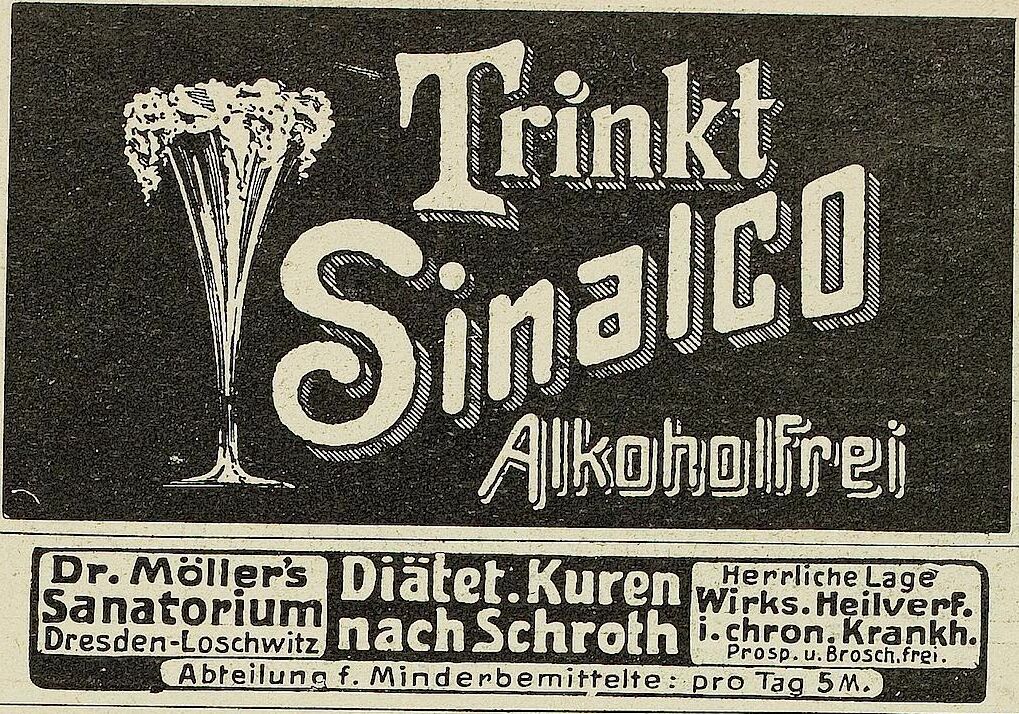 Trinkt
Sinalco
Alkoholfrei
Dr. Möller's
Sanatorium
Dresden-Loschwitz
Diätet. Kuren
nach Schroth
Herrliche Lage
Wirks. Heilverf.
i. chron. Krankh.
Prosp. u. Brosch. frei.
Abteilung f. Minderbemittelte: pro Tag 5 M.